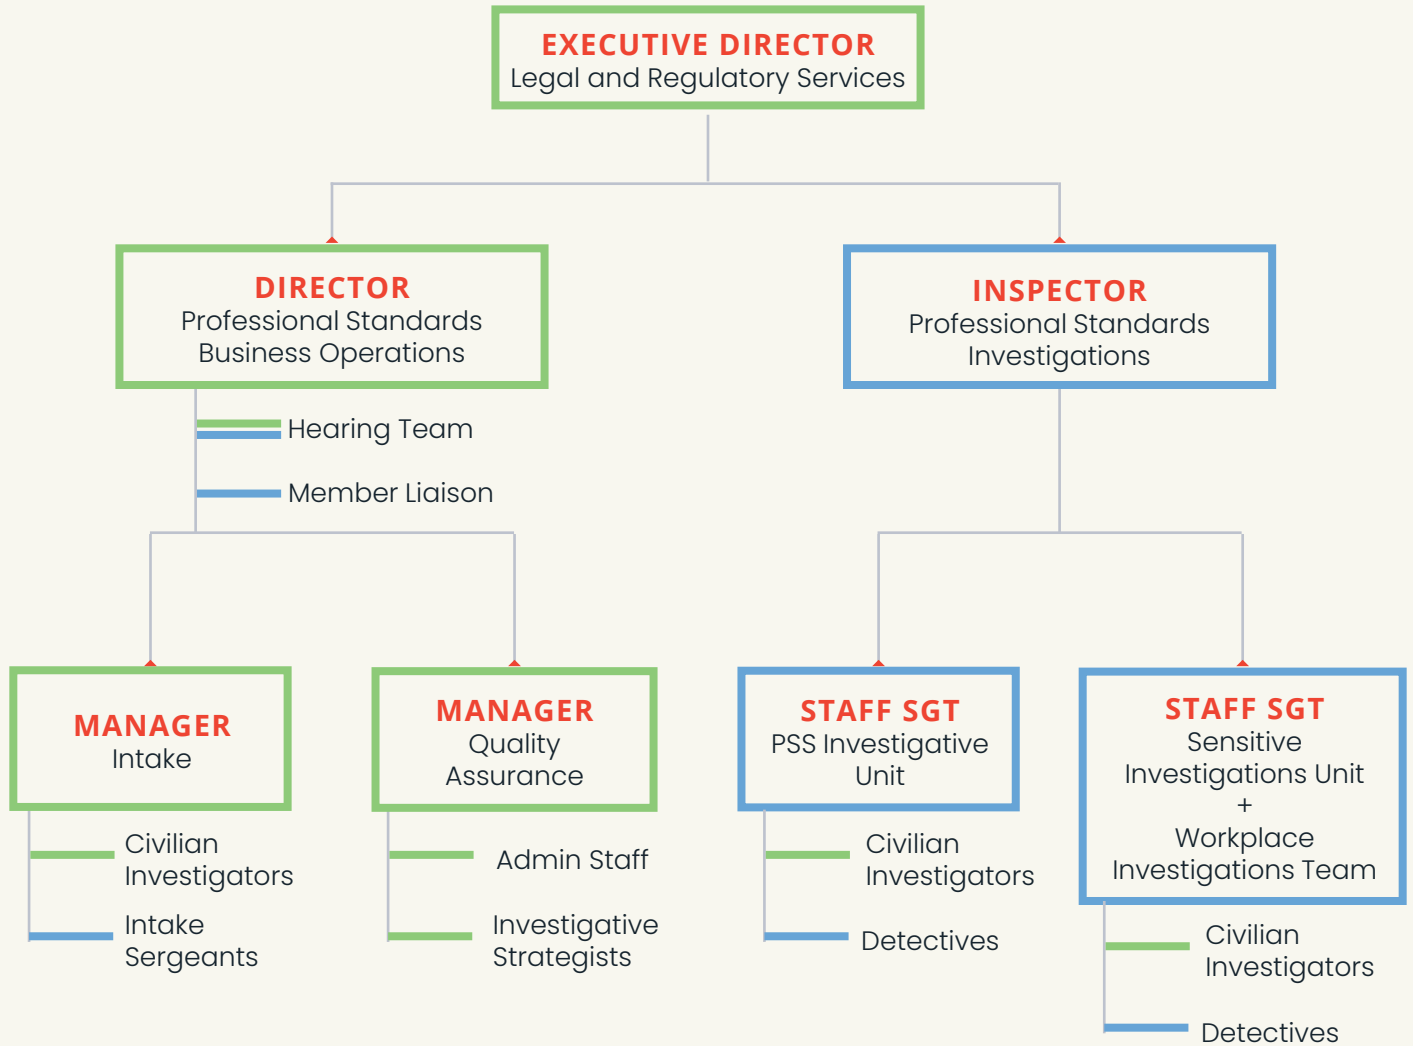 EXECUTIVE DIRECTOR
Legal and Regulatory Services
DIRECTOR
Professional Standards
Business Operations
INSPECTOR
Professional Standards
Investigations
Hearing Team
Member Liaison
MANAGER
Intake
Civilian
Investigators
Intake
Sergeants
MANAGER
Quality
Assurance
Admin Staff
Investigative
Strategists
STAFF SGT
PSS Investigative
Unit
Civilian
Investigators
Detectives
STAFF SGT
Sensitive
Investigations Unit
+
Workplace
Investigations Team
Civilian
Investigators
Detectives